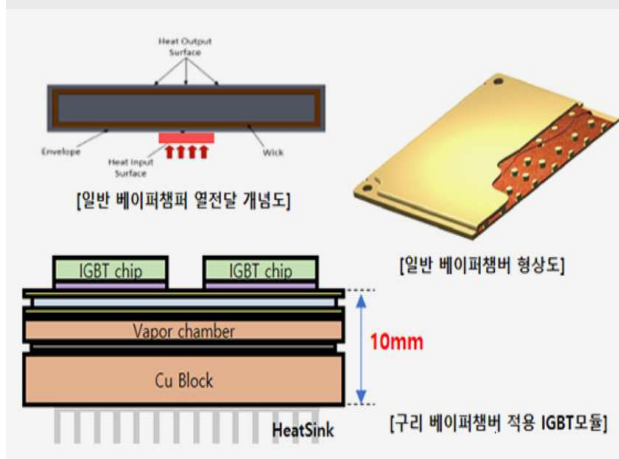 Heat Output
Surface
Envelope
Heat Input
Surface
Wick
[일반 베이퍼챔퍼 열전달 개념도]
[일반 베이퍼챔버 형상도]
IGBT chip
IGBT chip
Vapor chamber
10mm
Cu Block
HeatSink
[구리 베이퍼챔버 적용 IGBT모듈]